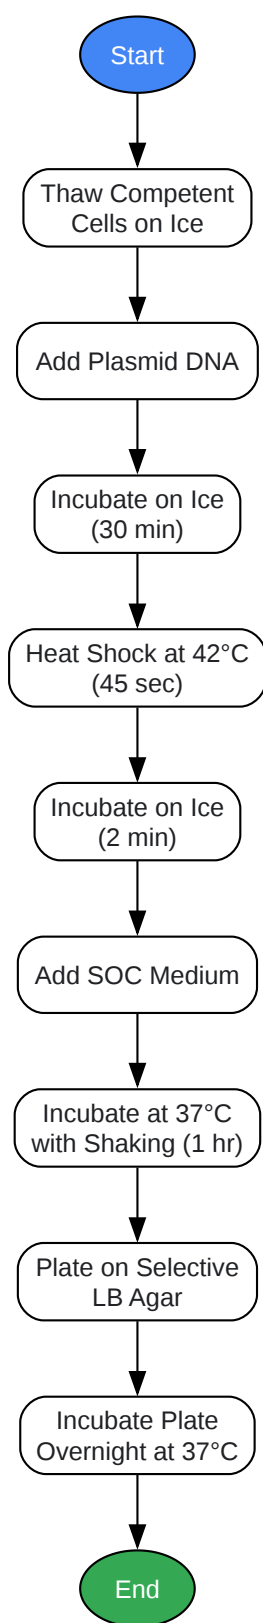 Start
Thaw Competent
Cells on Ice
Add Plasmid DNA
Incubate on Ice
(30 min)
Heat Shock at 42°C
(45 sec)
Incubate on Ice
(2 min)
Add SOC Medium
Incubate at 37°C
with Shaking (1 hr)
Plate on Selective
LB Agar
Incubate Plate
Overnight at 37°C
End